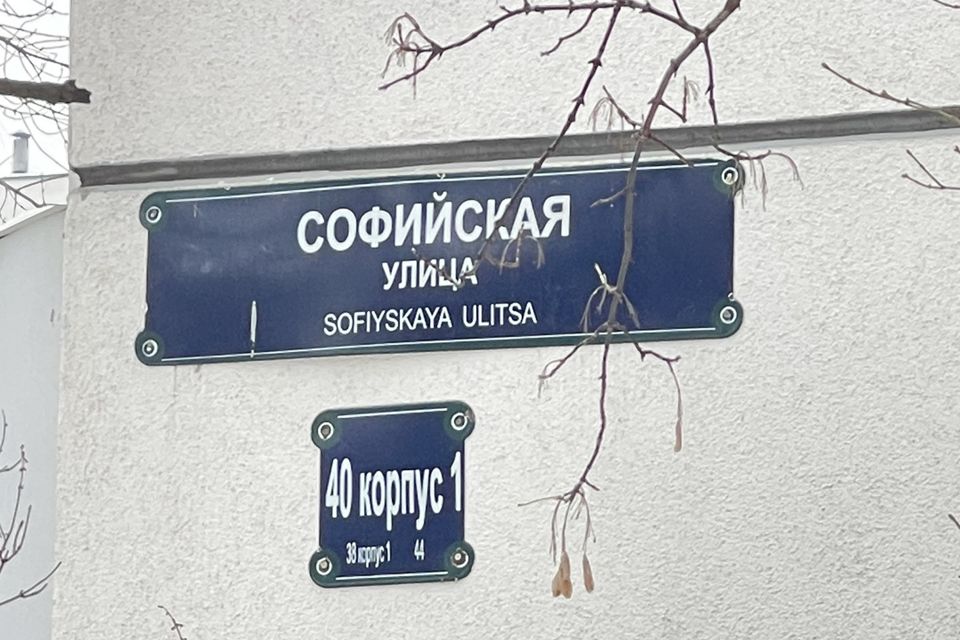 СОФИЙСКАЯ
УЛИЦА
SOFIYSKAYA ULITSA
40 корпус 1
38 корпус 1 44